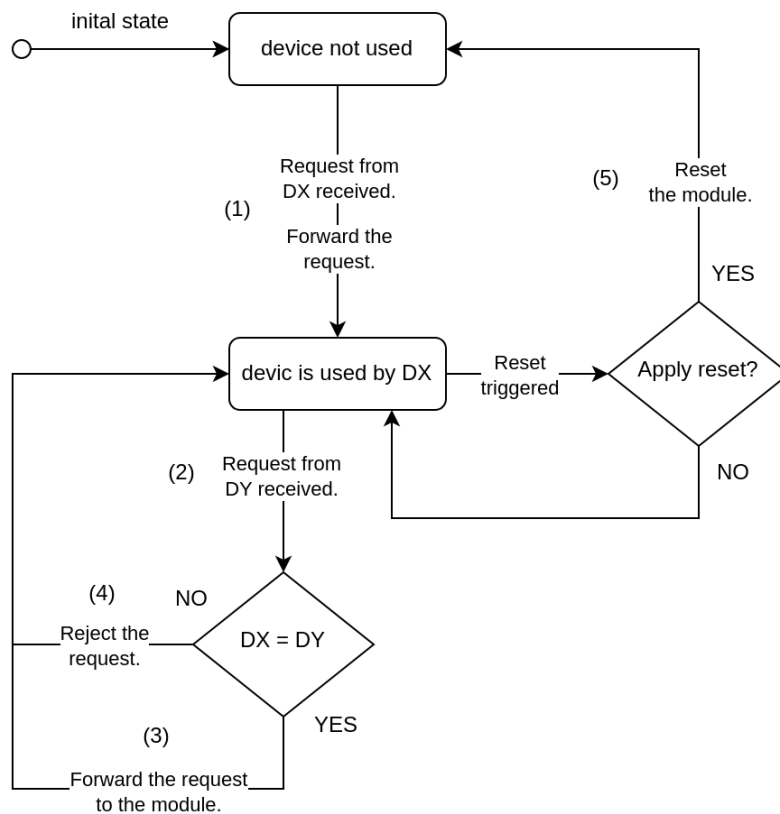 inital state
device not used
Request from
DX received.
(1)
Forward the
request.
(5)
Reset
the module.
YES
devic is used by DX
Reset
triggered
Apply reset?
NO
(2)
Request from
DY received.
(4)
NO
Reject the
request.
DX = DY
YES
(3)
Forward the request
to the module.